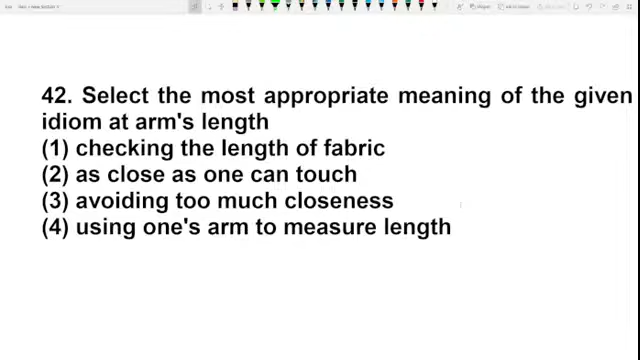 42. Select the most appropriate meaning of the given
idiom at arm's length
(1) checking the length of fabric
(2) as close as one can touch
(3) avoiding too much closeness
(4) using one's arm to measure length